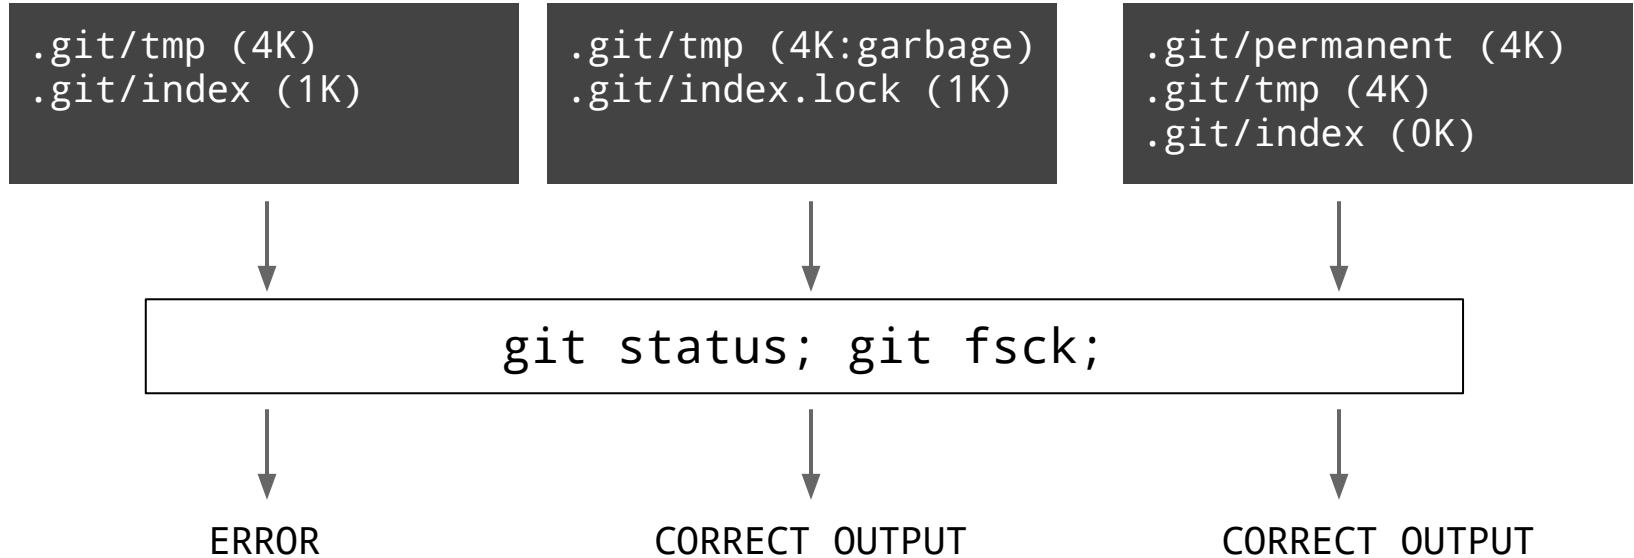 .git/tmp (4K)
.git/index (1K)
.git/tmp (4K:garbage)
.git/index.lock (1K)
.git/permanent (4K)
.git/tmp (4K)
.git/index (0K)
git status; git fsck;
ERROR
CORRECT OUTPUT
CORRECT OUTPUT